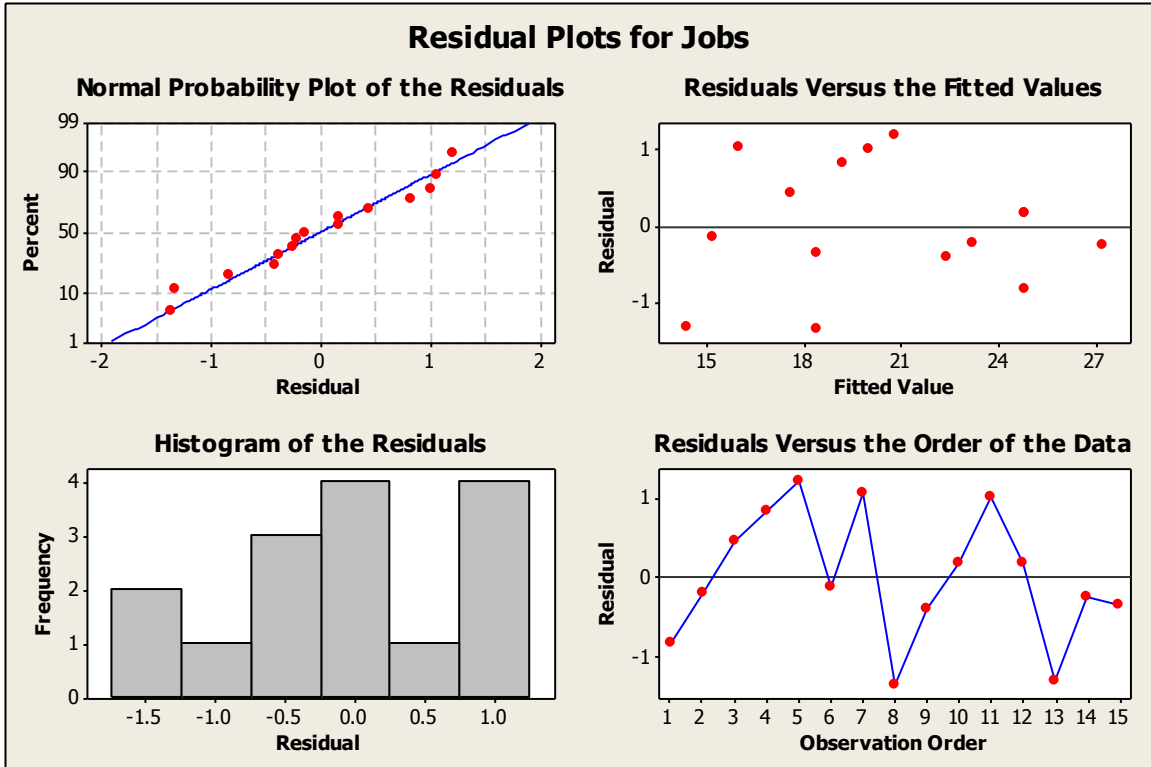 Residual Plots for Jobs
Normal Probability Plot of the Residuals
99
90
50
10
1
Percent
-2 -1 0 1 2
Residual
Residuals Versus the Fitted Values
1
0
-1
Residual
15 18 21 24 27
Fitted Value
Histogram of the Residuals
4
3
2
1
0
Frequency
-1.5 -1.0 -0.5 0.0 0.5 1.0
Residual
Residuals Versus the Order of the Data
1
0
-1
Residual
1 2 3 4 5 6 7 8 9 10 11 12 13 14 15
Observation Order